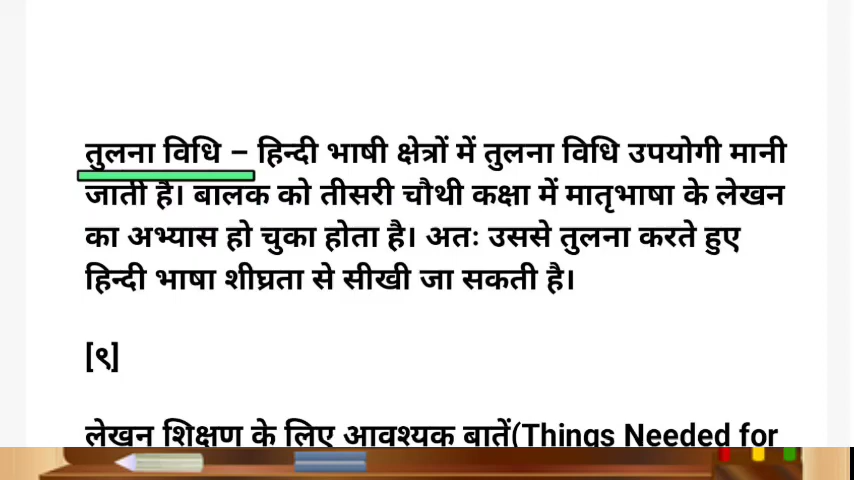 तुलना विधि – हिन्दी भाषी क्षेत्रों में तुलना विधि उपयोगी मानी
जाती है। बालक को तीसरी चौथी कक्षा में मातृभाषा के लेखन
का अभ्यास हो चुका होता है। अतः उससे तुलना करते हुए
हिन्दी भाषा शीघ्रता से सीखी जा सकती है।
[९]
लेखन शिक्षण के लिए आवश्यक बातें(Things Needed for